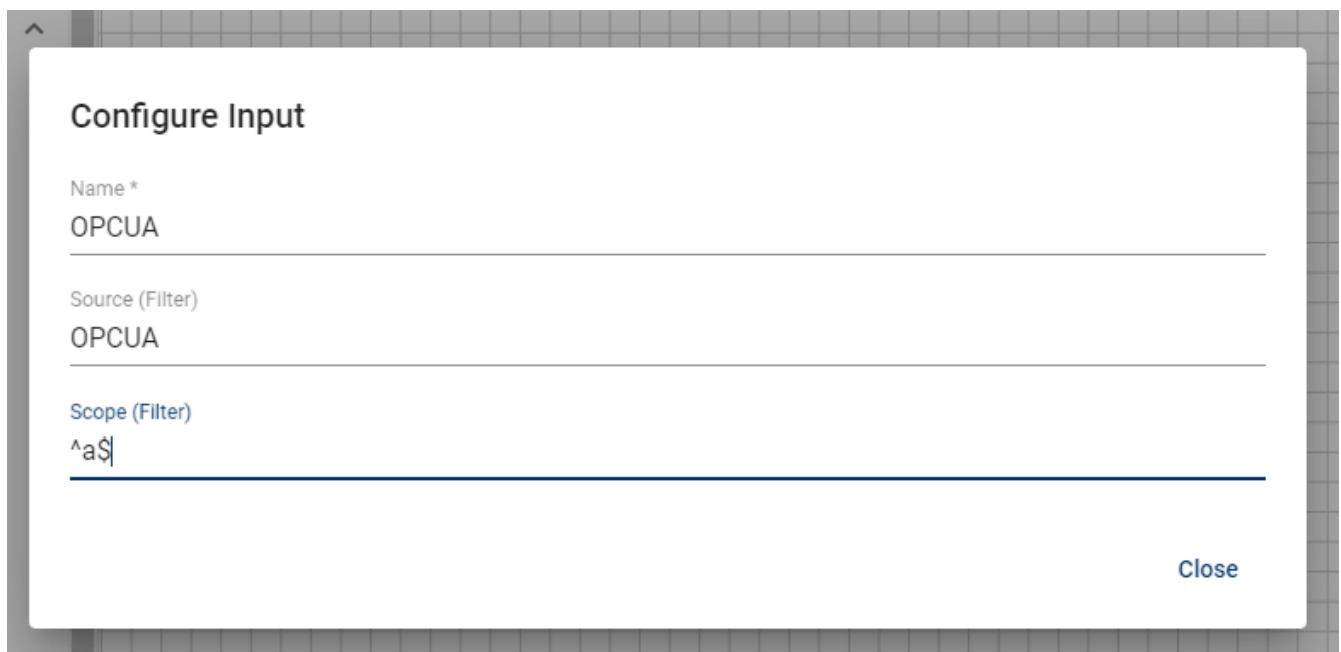 Configure Input
Name *
OPCUA
Source (Filter)
OPCUA
Scope (Filter)
^a$
Close